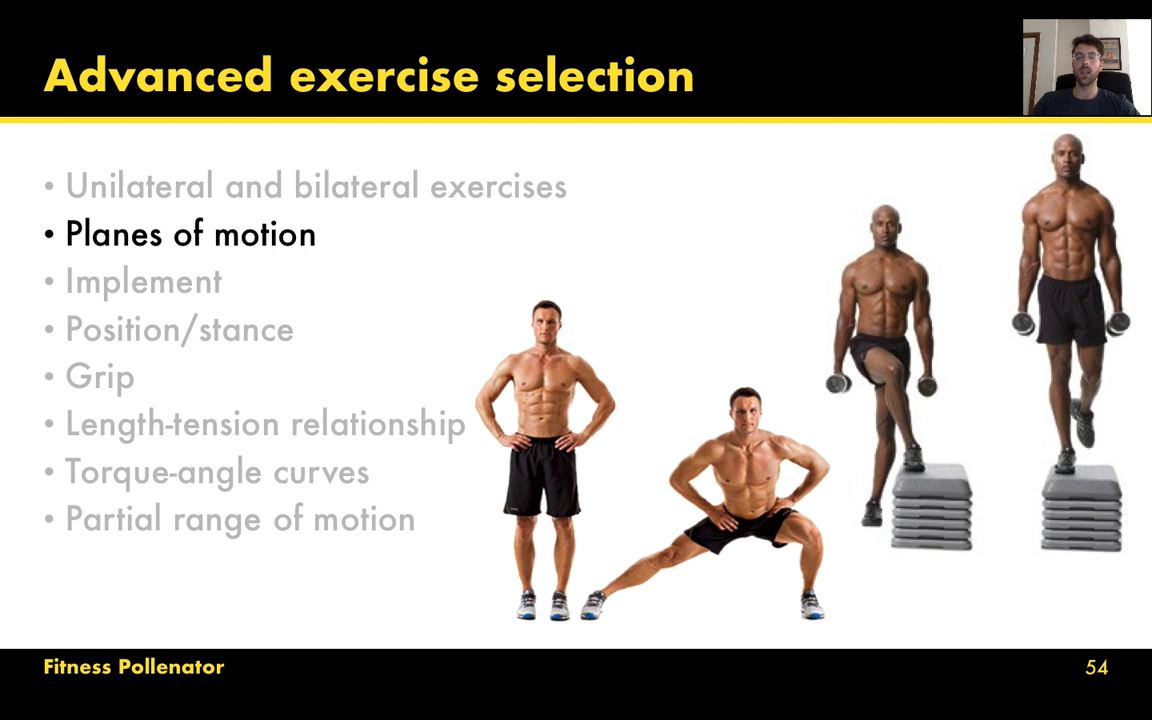 Advanced exercise selection
• Unilateral and bilateral exercises
• Planes of motion
• Implement
• Position/stance
• Grip
• Length-tension relationship
• Torque-angle curves
• Partial range of motion
Fitness Pollenator
54